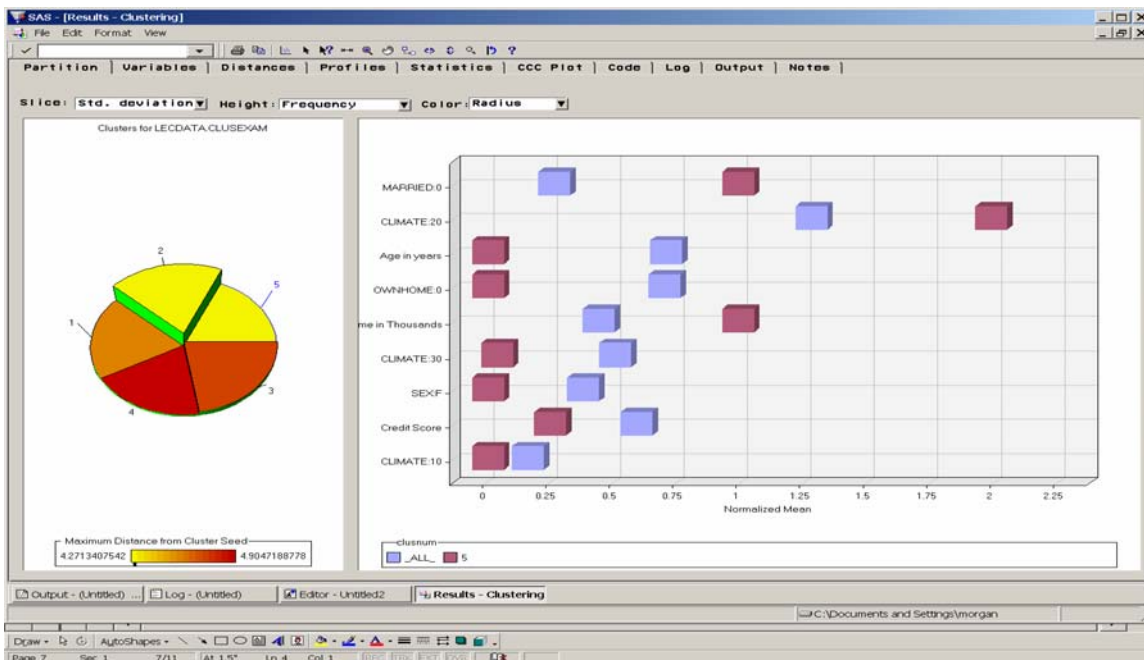 SAS - [Results - Clustering]
File Edit Format View
Partition Variables Distances Profiles Statistics CCC Plot Code Log Output Notes
Slice: Std. deviation Height: Frequency Color: Radius
Clusters for LECDATA.CLUSEXAM
2
5
1
4
3
Maximum Distance from Cluster Seed
4.2713407542 4.9047188778
MARRIED:0
CLIMATE:20
Age in years
OWNHOME:0
me in Thousands
CLIMATE:30
SEX:F
Credit Score
CLIMATE:10
0 0.25 0.5 0.75 1 1.25 1.5 1.75 2 2.25
Normalized Mean
clusnum
_ALL_ 5
Output - (Untitled) ... Log - (Untitled) Editor - Untitled2 Results - Clustering
C:\Documents and Settings\morgan
Draw AutoShapes
Page 7 Sec 1 7/11 At 1.5" Ln 4 Col 1 REC TRK EXT OVR